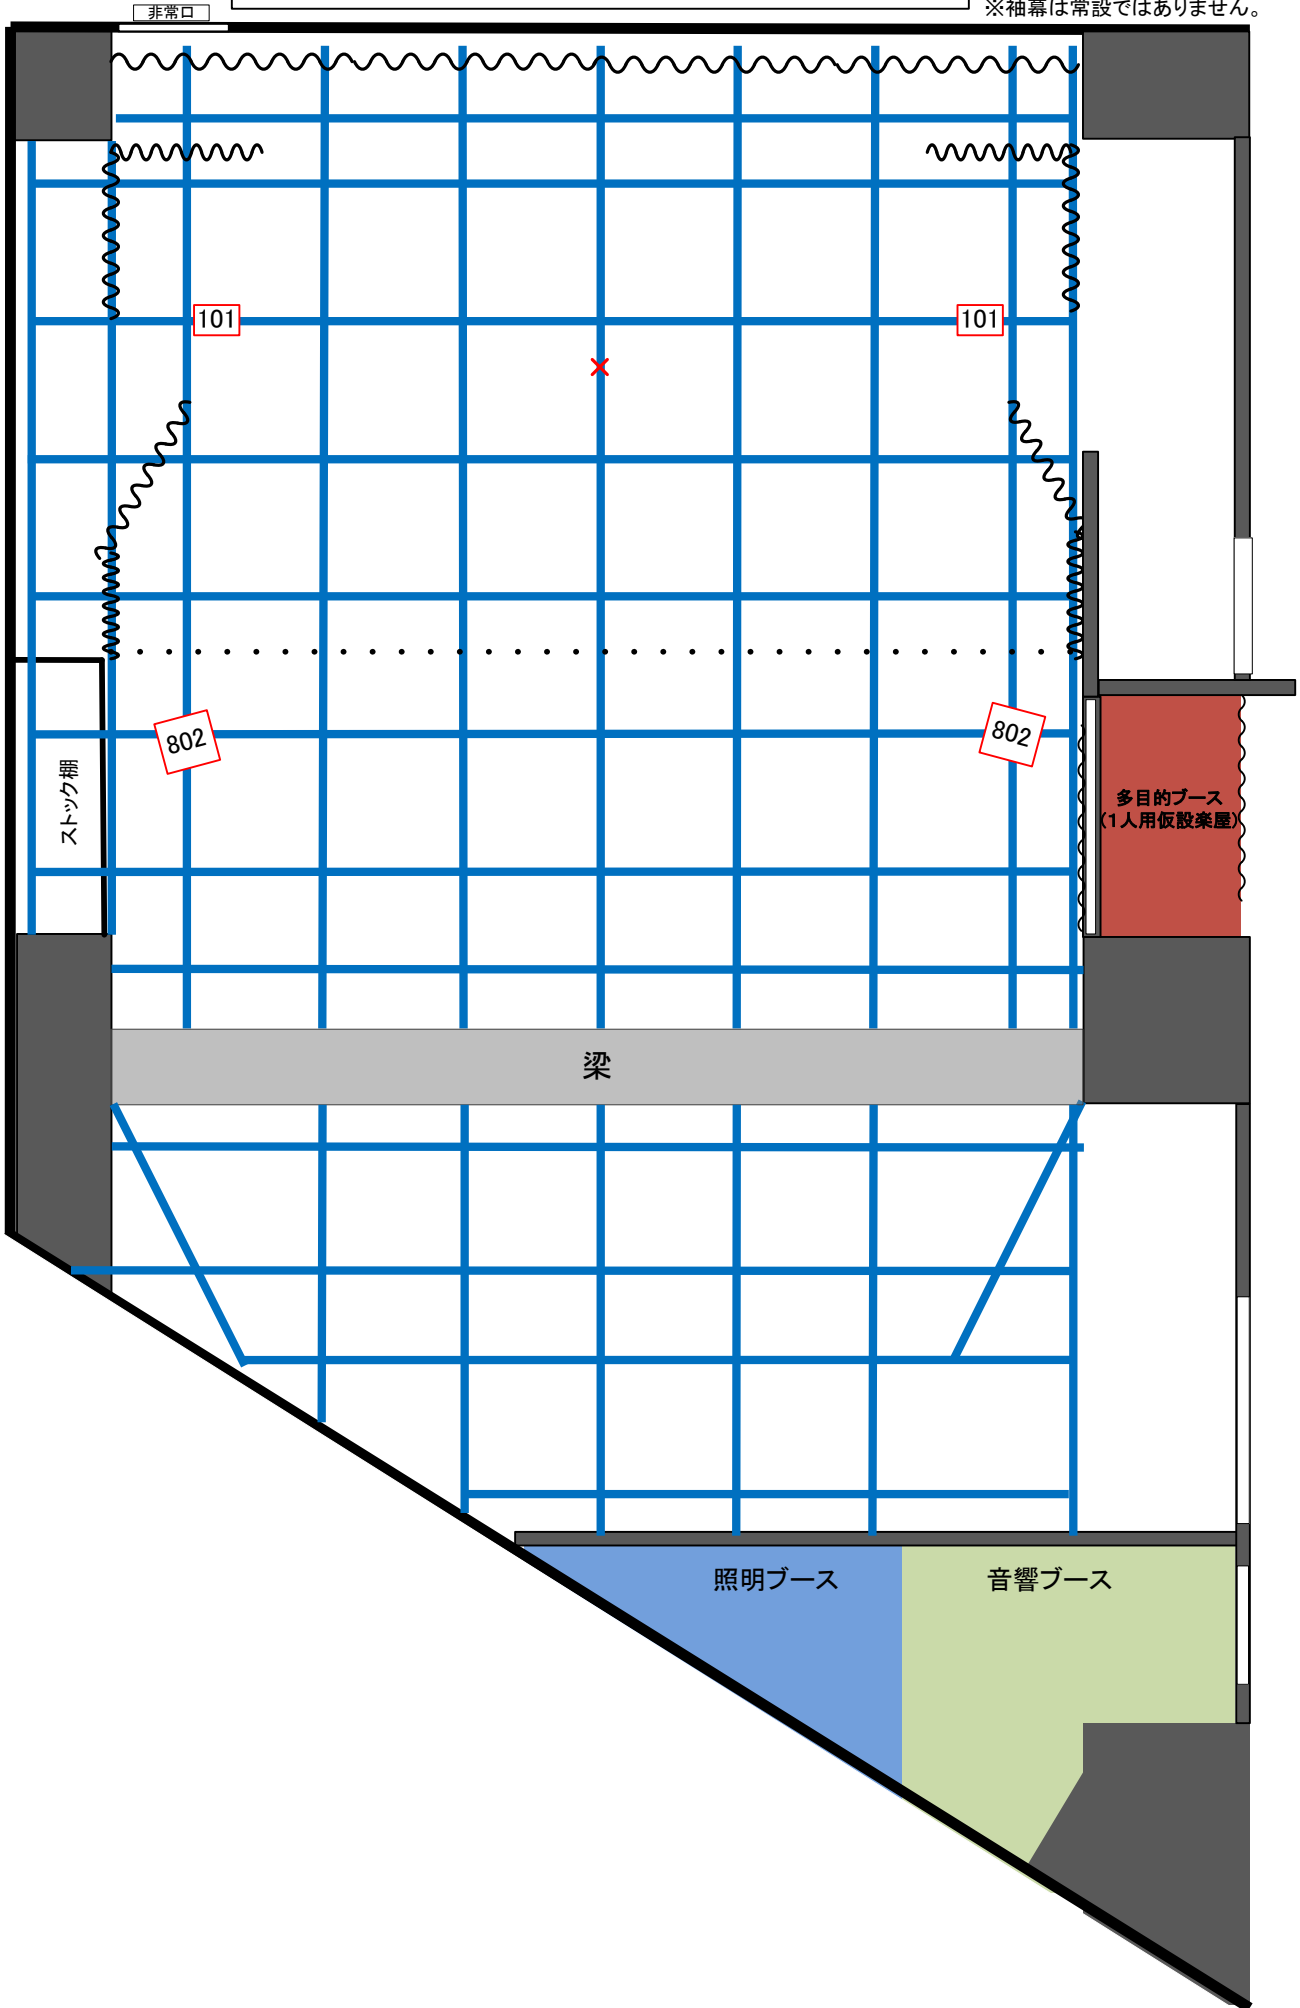 ※袖幕は常設ではありません。
非常口
101
101
802
802
ストック棚
多目的ブース
(1人用仮設楽屋)
梁
照明ブース
音響ブース